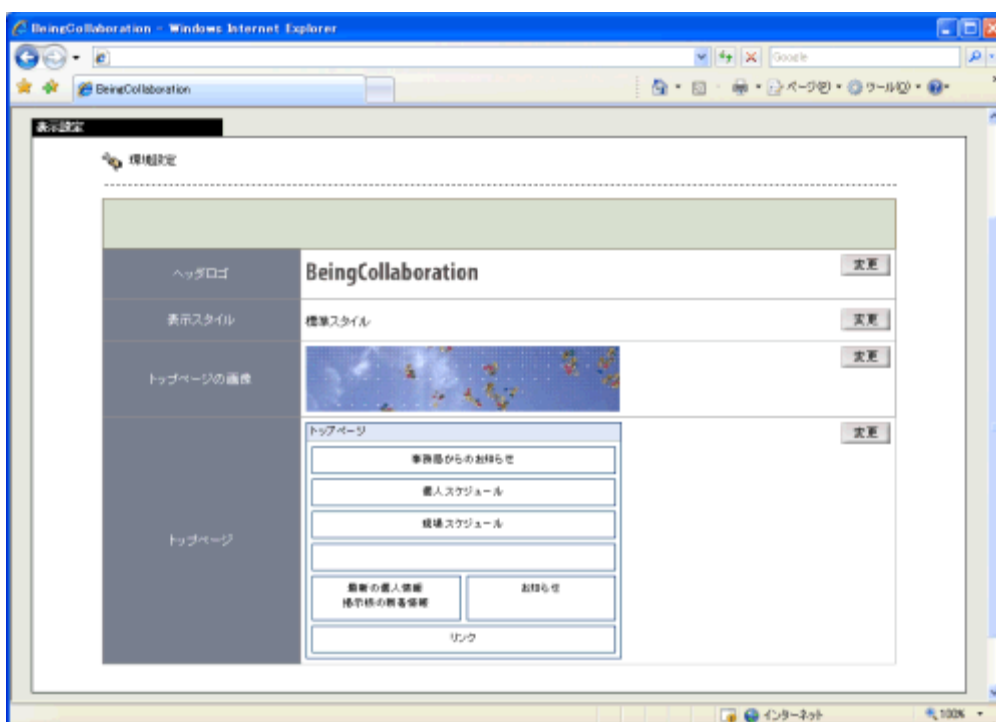 BeingCollaboration - Windows Internet Explorer
Google
BeingCollaboration
ページ(P)
ツール(O)
表示設定
環境設定
ヘッダロゴ
BeingCollaboration
変更
表示スタイル
標準スタイル
変更
トップページの画像
変更
トップページ
トップページ
変更
事務局からのお知らせ
個人スケジュール
現場スケジュール
最新の個人情報
掲示板の新着情報
お知らせ
リンク
インターネット
100%